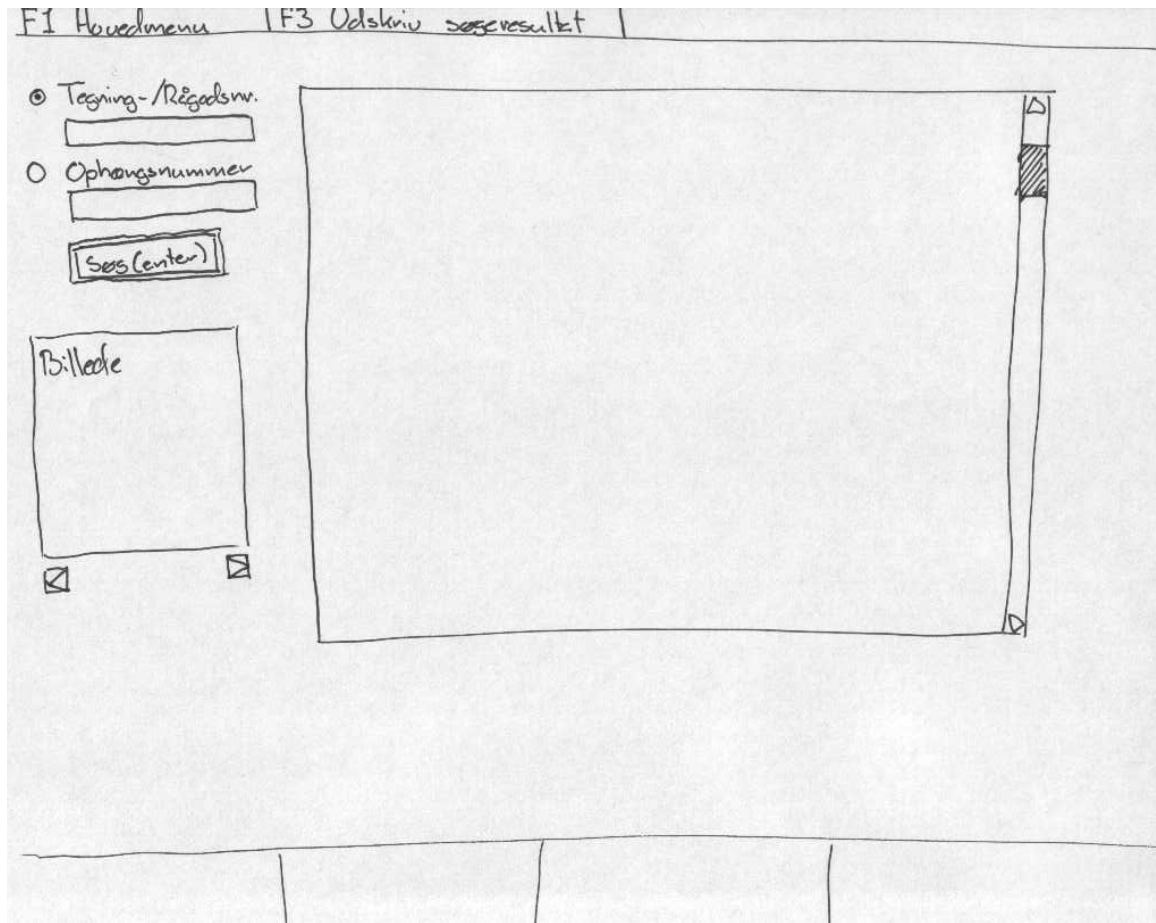 F1 Hovedmenu F3 Udskriv søgeresultat
Tegning-/Rågodsnr.
Ophængsnummer
Søg (enter)
Billede